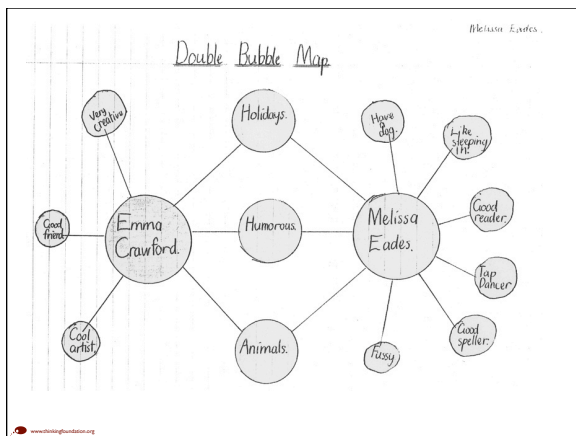 Melissa Eades.
Double Bubble Map
Very
creative
Holidays.
Have
a
dog.
Like
sleeping
in.
Good
friend
Emma
Crawford.
Humorous.
Melissa
Eades.
Good
reader.
Tap
Dancer
Cool
artist.
Animals.
Fussy
Good
speller.
www.thinkingfoundation.org